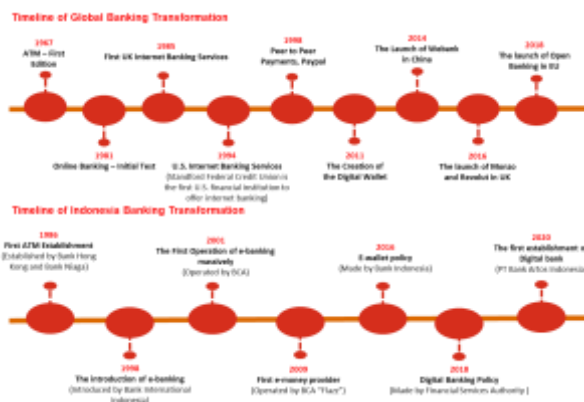 Timeline of Global Banking Transformation
1967
ATM – First
Edition
1985
First UK Internet Banking Services
1998
Peer to Peer
Payments, Paypal
2014
The Launch of Webank
in China
2018
The launch of Open
Banking in EU
Online Banking – Initial Test
1981
1994
U.S. Internet Banking Services
(Standford Federal Credit Union is
the first U.S. financial institution to
offer internet banking)
2011
The Creation of
the Digital Wallet
2016
The launch of Monzo
and Revolut in UK
Timeline of Indonesia Banking Transformation
1986
First ATM Establishment
(Established by Bank Hong
Kong and Bank Niaga)
2001
The First Operation of e-banking
massively
(Operated by BCA)
2016
E-wallet policy
(Made by Bank Indonesia)
2020
The first establishment of
Digital bank
(PT Bank Artos Indonesia
1998
The introduction of e-banking
(Introduced by Bank International
Indonesia)
2009
First e-money provider
(Operated by BCA "Flazz")
2018
Digital Banking Policy
(Made by Financial Services Authority )